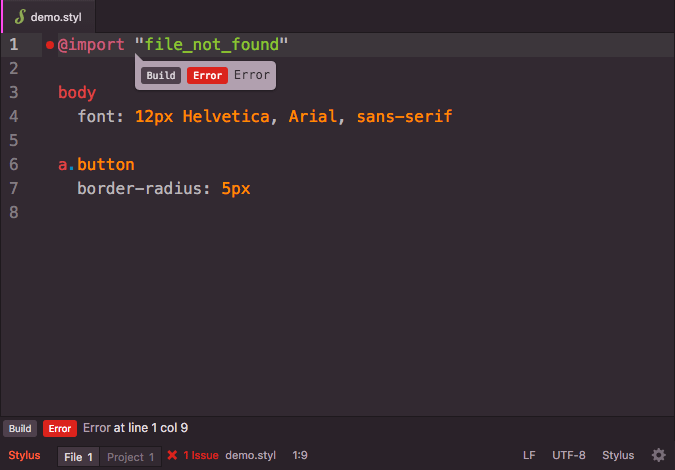 demo.styl
1 @import "file_not_found"
Build Error Error
2
3 body
4 font: 12px Helvetica, Arial, sans-serif
5
6 a.button
7 border-radius: 5px
8
Build Error Error at line 1 col 9
Stylus File 1 Project 1 1 Issue demo.styl 1:9 LF UTF-8 Stylus